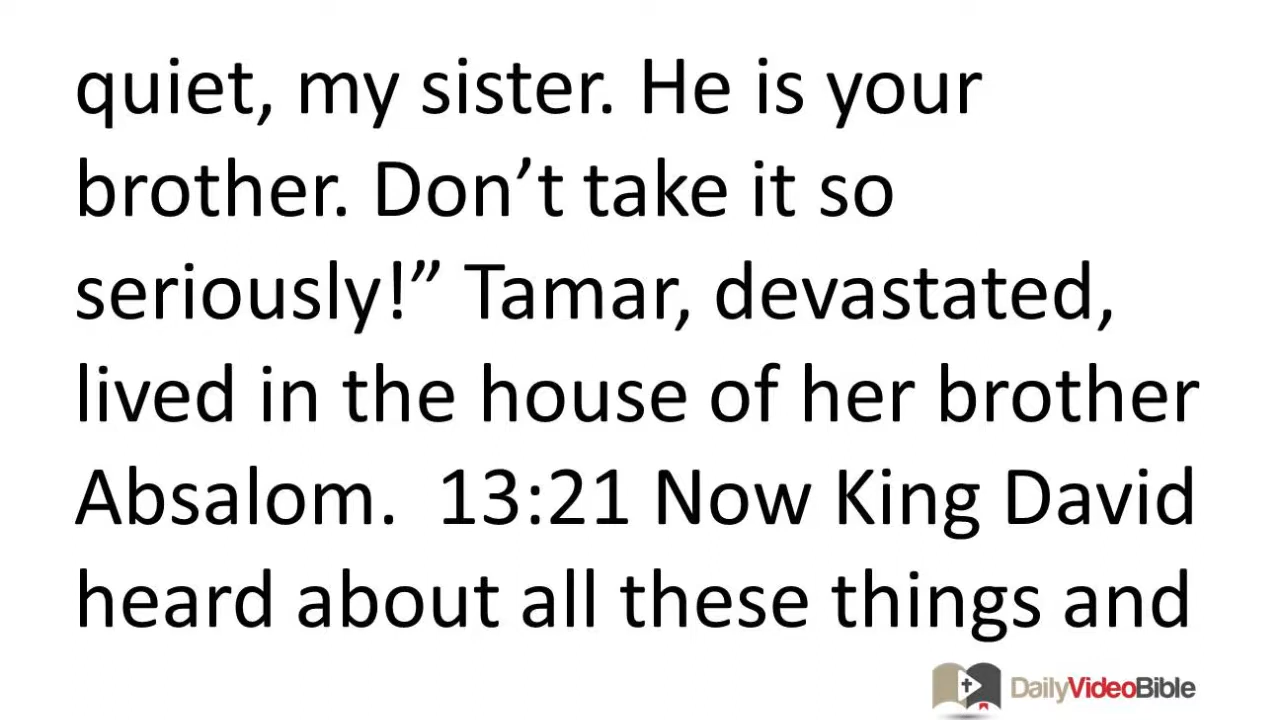 quiet, my sister. He is your
brother. Don’t take it so
seriously!” Tamar, devastated,
lived in the house of her brother
Absalom.  13:21 Now King David
heard about all these things and
DailyVideoBible